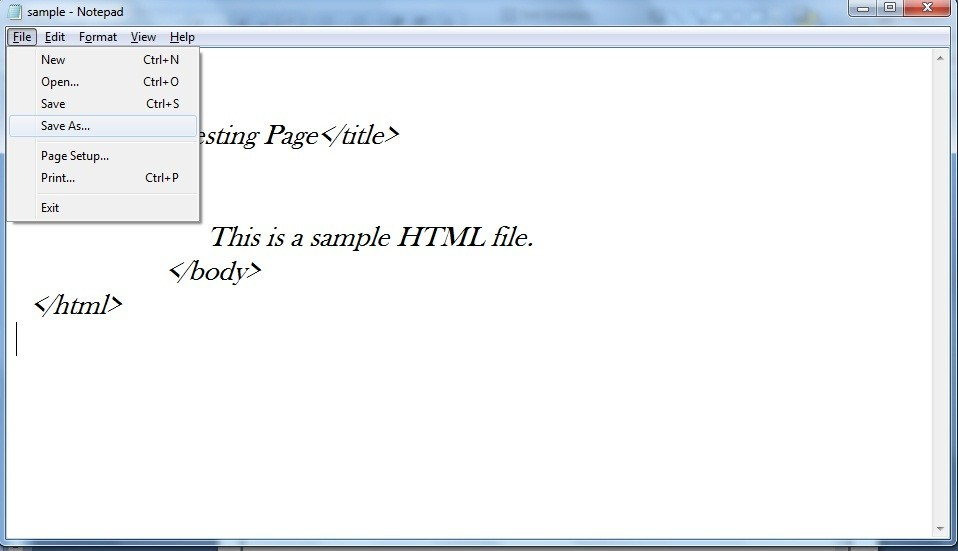 sample - Notepad
File Edit Format View Help
New Ctrl+N
Open... Ctrl+O
Save Ctrl+S
Save As...
Page Setup...
Print... Ctrl+P
Exit
esting Page</title>
This is a sample HTML file.
</body>
</html>